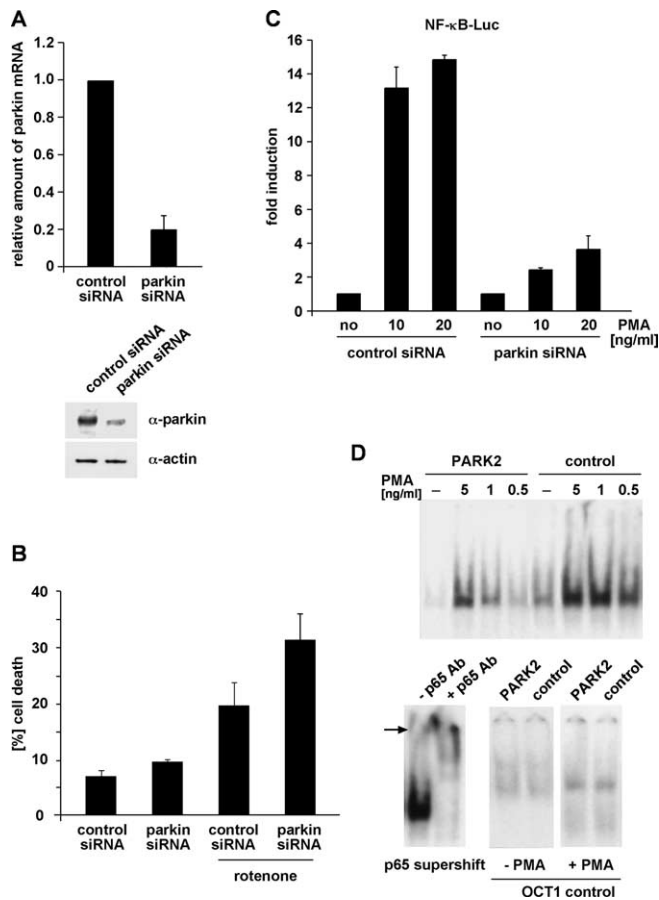 A
relative amount of parkin mRNA
1.2
1.0
0.8
0.6
0.4
0.2
0
control siRNA
parkin siRNA
control siRNA
parkin siRNA
α-parkin
α-actin
B
[%] cell death
40
30
20
10
0
control siRNA
parkin siRNA
control siRNA
parkin siRNA
rotenone
C
NF-κB-Luc
fold induction
16
14
12
10
8
6
4
2
0
no 10 20 no 10 20 PMA
[ng/ml]
control siRNA parkin siRNA
D
PARK2 control
PMA
[ng/ml]
– 5 1 0.5 – 5 1 0.5
- p65 Ab
+ p65 Ab
PARK2
control
PARK2
control
p65 supershift - PMA + PMA
OCT1 control